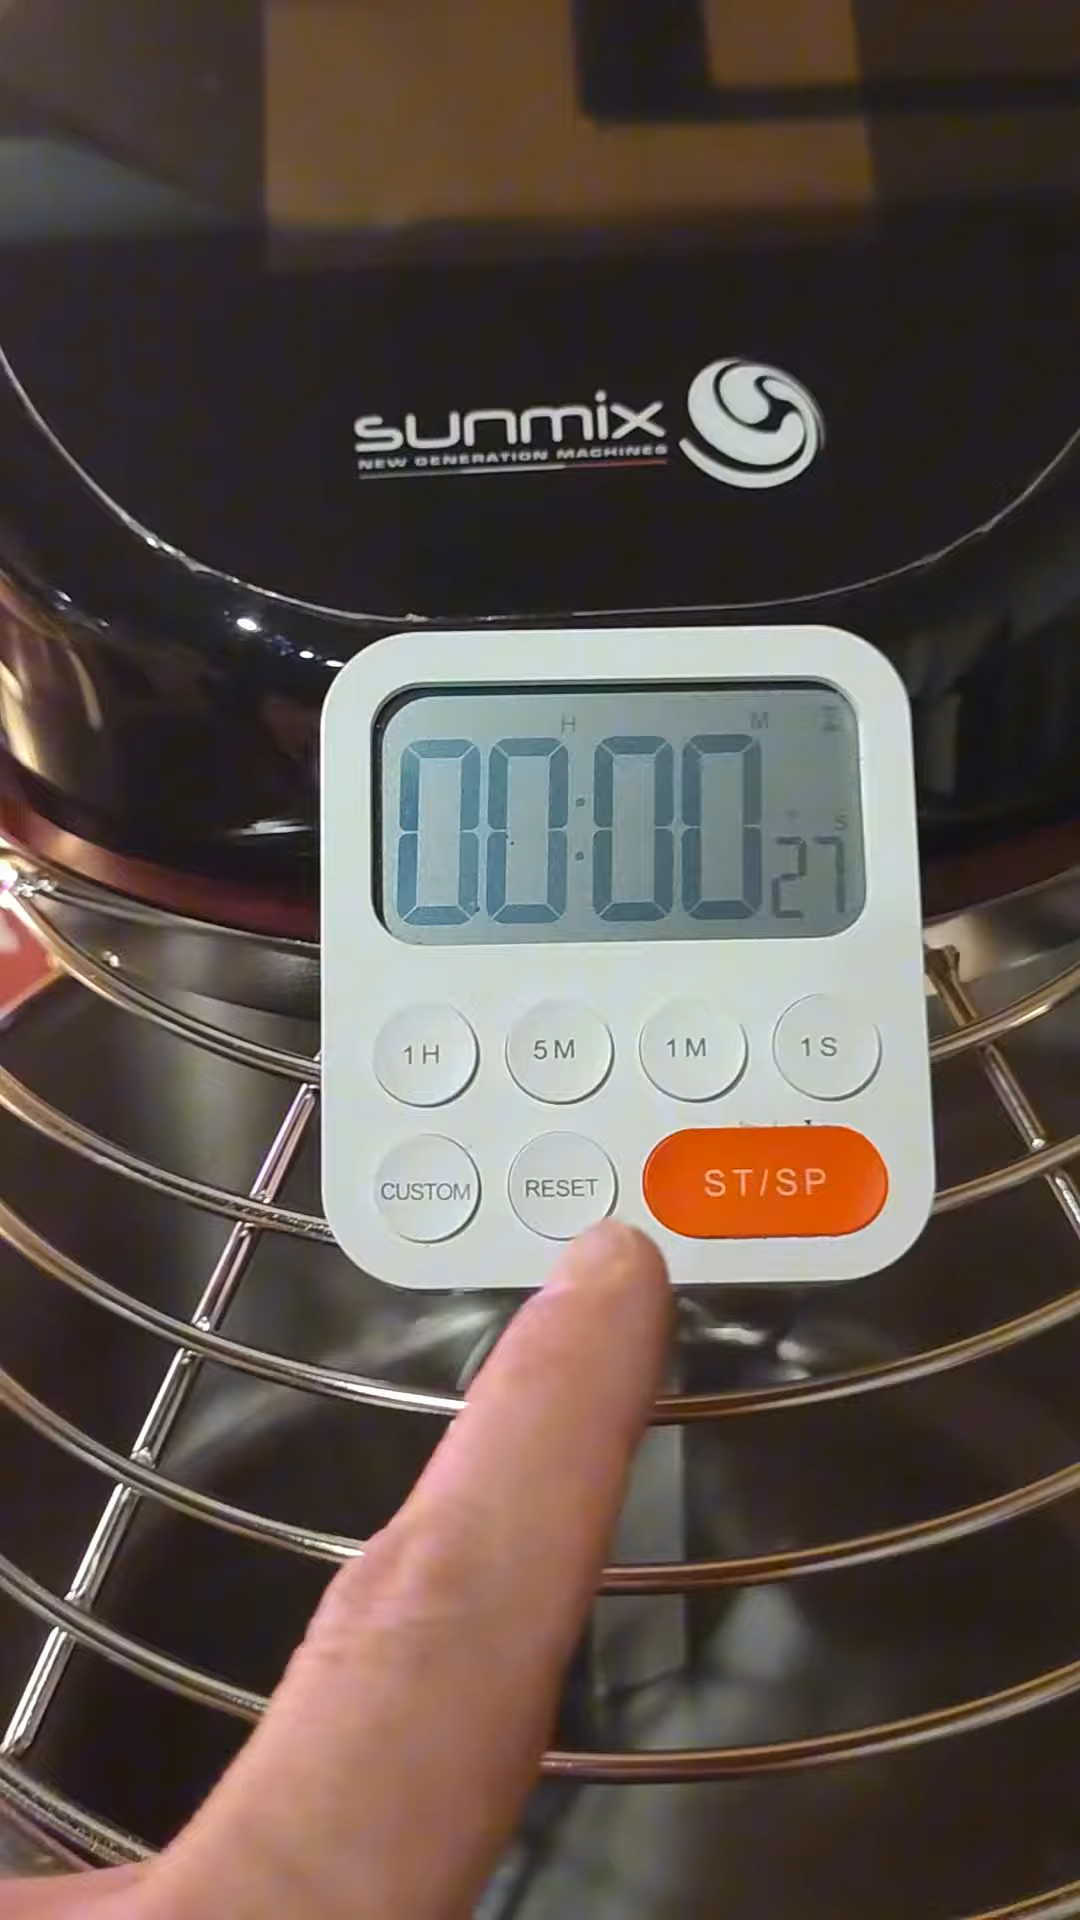 sunmix
NEW GENERATION MACHINES
H M
00:00
S
27
1H 5M 1M 1S
CUSTOM RESET ST/SP